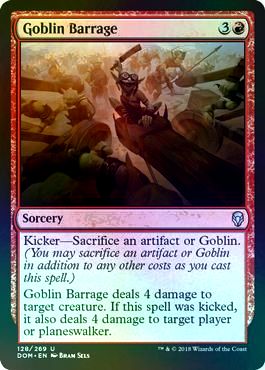 Goblin Barrage 3
Sorcery
Kicker—Sacrifice an artifact or Goblin.
(You may sacrifice an artifact or Goblin
in addition to any other costs as you cast
this spell.)
Goblin Barrage deals 4 damage to
target creature. If this spell was kicked,
it also deals 4 damage to target player
or planeswalker.
128/269 U
DOM • EN Bram Sels
™ & © 2018 Wizards of the Coast